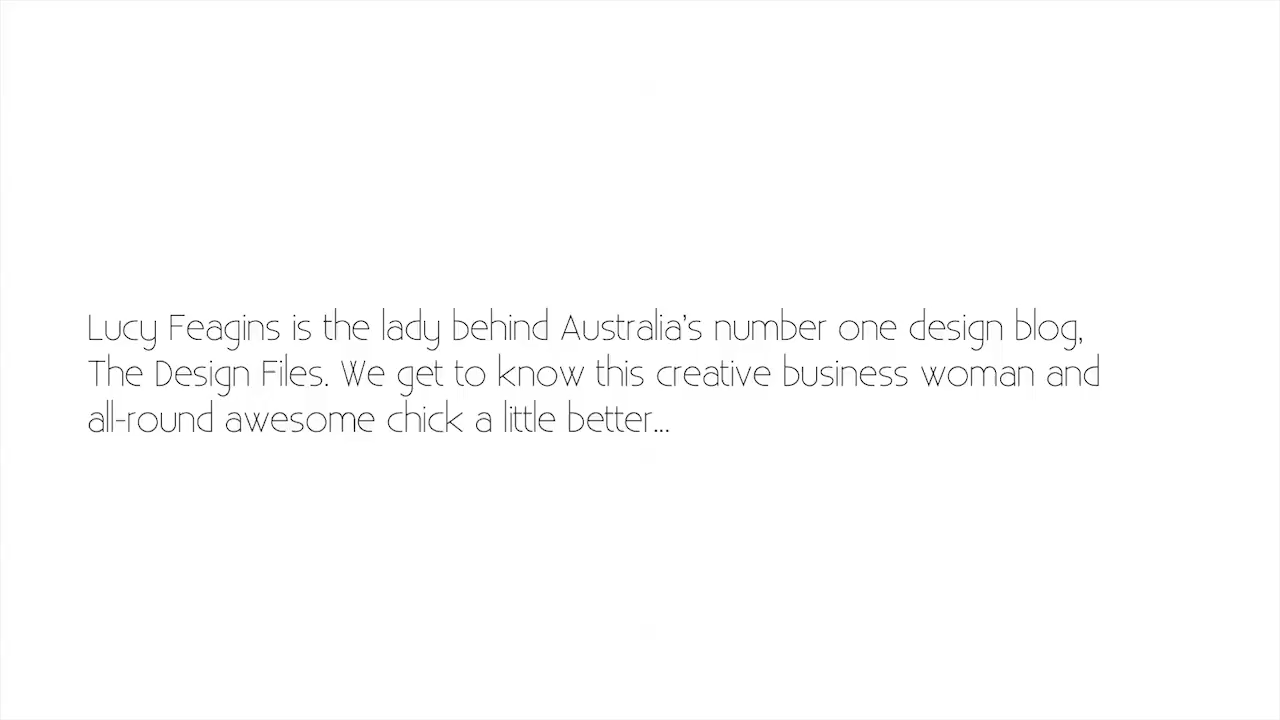 Lucy Feagins is the lady behind Australia's number one design blog,
The Design Files. We get to know this creative business woman and
all-round awesome chick a little better...